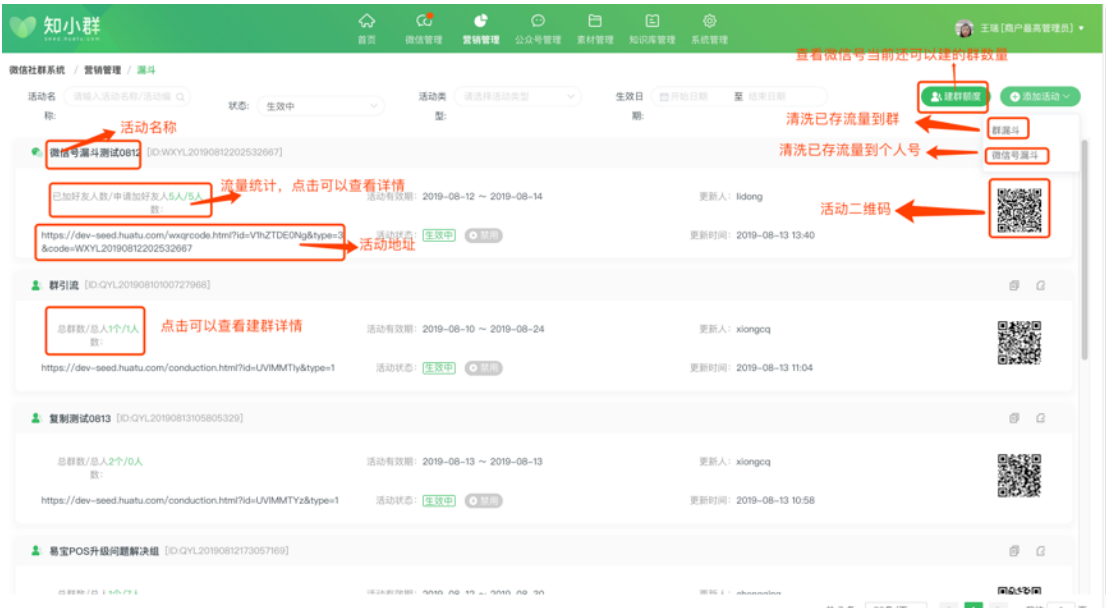 知小群
seed.huatu.com
首页
微信管理
营销管理
公众号管理
素材管理
知识库管理
系统管理
王瑞 [商户最高管理员]
查看微信号当前还可以建的群数量
微信社群系统 / 营销管理 / 漏斗
活动名称:
请输入活动名称/活动编
状态:
生效中
活动类型:
请选择活动类型
生效日期:
开始日期 至 结束日期
建群额度
添加活动
清洗已存流量到群
群漏斗
活动名称
清洗已存流量到个人号
微信号漏斗
微信号漏斗测试0812 [ID:WXYL20190812202532667]
流量统计，点击可以查看详情
已加好友人数/申请加好友人数: 5人/5人
活动有效期: 2019-08-12 ~ 2019-08-14
更新人: lidong
活动二维码
https://dev-seed.huatu.com/wxqrcode.html?id=V1hZTDE0Ng&type=3
&code=WXYL20190812202532667
活动地址
活动状态: 生效中 禁用
更新时间: 2019-08-13 13:40
群引流 [ID:QYL20190810100727968]
总群数/总人数: 1个/1人
点击可以查看建群详情
活动有效期: 2019-08-10 ~ 2019-08-24
更新人: xiongcq
https://dev-seed.huatu.com/conduction.html?id=UVlMMTIy&type=1
活动状态: 生效中 禁用
更新时间: 2019-08-13 11:04
复制测试0813 [ID:QYL20190813105805329]
总群数/总人数: 2个/0人
活动有效期: 2019-08-13 ~ 2019-08-13
更新人: xiongcq
https://dev-seed.huatu.com/conduction.html?id=UVlMMTYz&type=1
活动状态: 生效中 禁用
更新时间: 2019-08-13 10:58
易宝POS升级问题解决组 [ID:QYL20190812173057169]